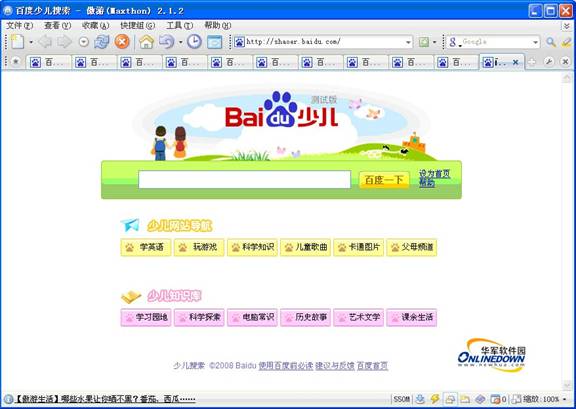 百度少儿搜索 - 傲游(Maxthon) 2.1.2
文件(F) 查看(V) 收藏(A) 快捷组(G) 工具(T) 帮助(H)
http://shaoer.baidu.com/ Google
百... 百... 百... 百... 百... 百... 百... 百... 百...
测试版
Baidu少儿
百度一下 设为首页
帮助
少儿网站导航
学英语 玩游戏 科学知识 儿童歌曲 卡通图片 父母频道
少儿知识库
学习园地 科学探索 电脑常识 历史故事 艺术文学 课余生活
少儿搜索 ©2008 Baidu 使用百度前必读 建议与反馈 百度首页
华军软件园
ONLINEDOWN
www.newhua.com
【傲游生活】哪些水果让你晒不黑?番茄、西瓜…… 550M 0 缩放:100%